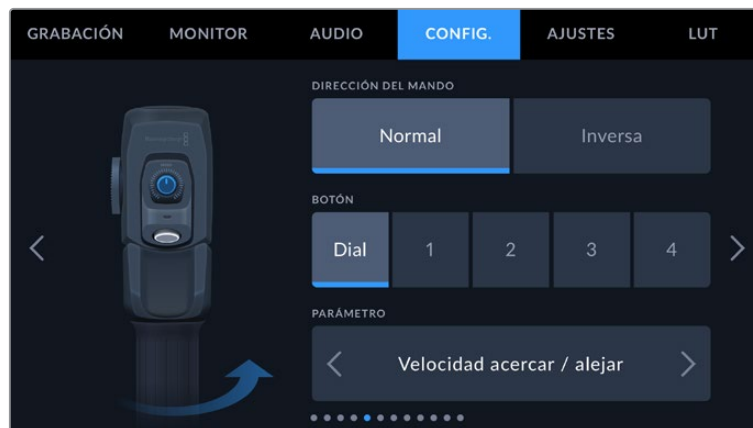 GRABACIÓN MONITOR AUDIO CONFIG. AJUSTES LUT
DIRECCIÓN DEL MANDO
Normal Inversa
BOTÓN
Dial 1 2 3 4
PARÁMETRO
Velocidad acercar / alejar